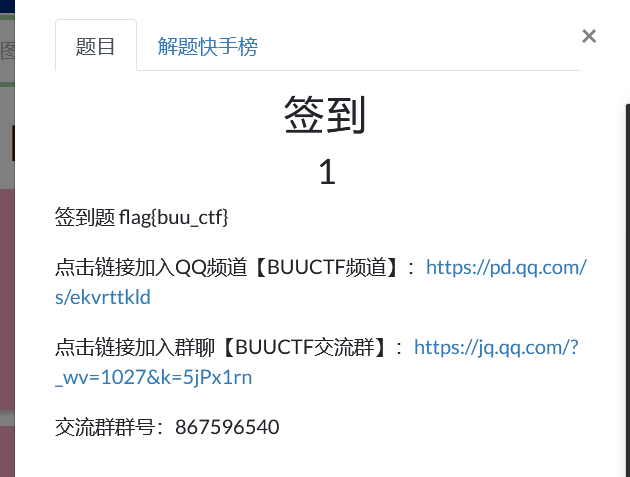 图
题目 解题快手榜 ×
签到
1
签到题 flag{buu_ctf}
点击链接加入QQ频道【BUUCTF频道】：https://pd.qq.com/
s/ekvrttkld
点击链接加入群聊【BUUCTF交流群】：https://jq.qq.com/?
_wv=1027&k=5jPx1rn
交流群群号：867596540